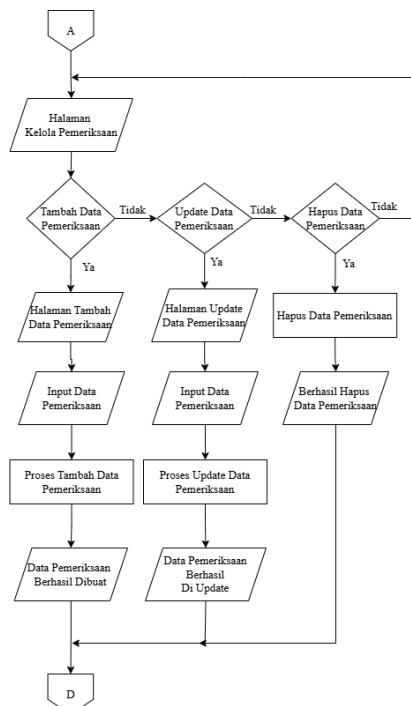 A
Halaman
Kelola Pemeriksaan
Tambah Data
Pemeriksaan
Tidak
Update Data
Pemeriksaan
Tidak
Hapus Data
Pemeriksaan
Tidak
Ya
Ya
Ya
Halaman Tambah
Data Pemeriksaan
Halaman Update
Data Pemeriksaan
Hapus Data Pemeriksaan
Input Data
Pemeriksaan
Input Data
Pemeriksaan
Berhasil Hapus
Data Pemeriksaan
Proses Tambah Data
Pemeriksaan
Proses Update Data
Pemeriksaan
Data Pemeriksaan
Berhasil Dibuat
Data Pemeriksaan
Berhasil
Di Update
D